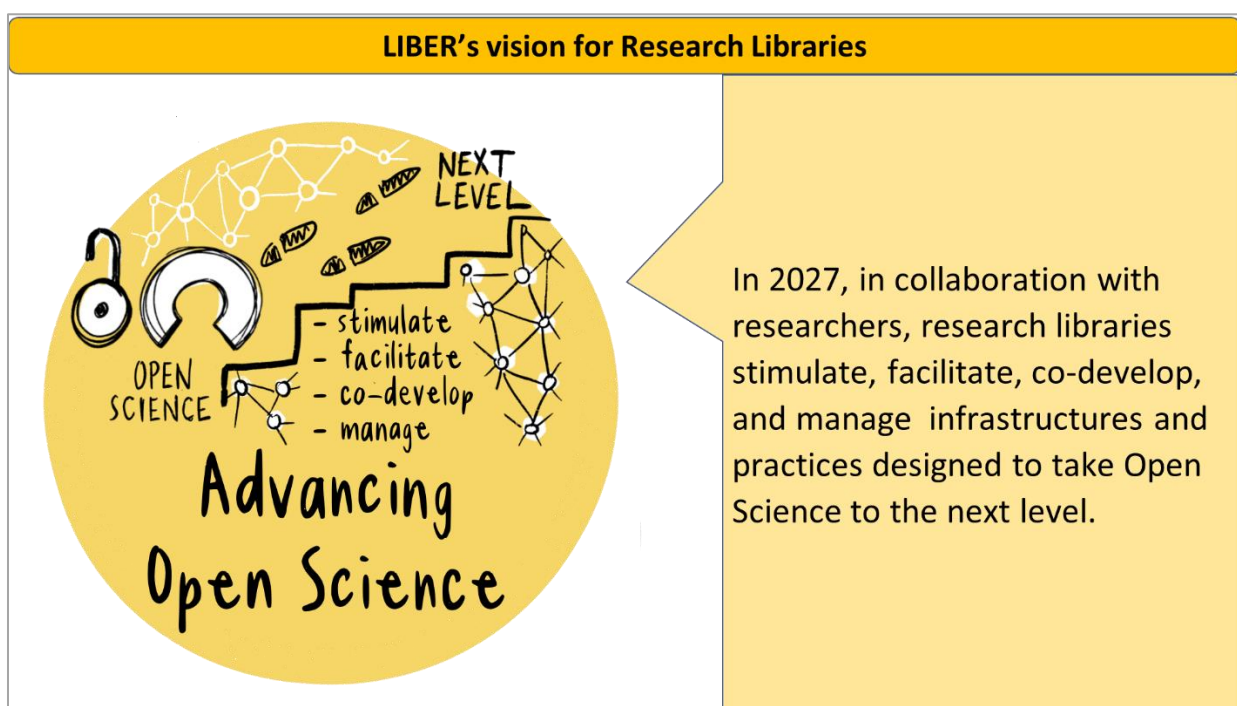 LIBER’s vision for Research Libraries
NEXT
LEVEL
- stimulate
- facilitate
- co-develop
- manage
OPEN
SCIENCE
Advancing
Open Science
In 2027, in collaboration with
researchers, research libraries
stimulate, facilitate, co-develop,
and manage  infrastructures and
practices designed to take Open
Science to the next level.